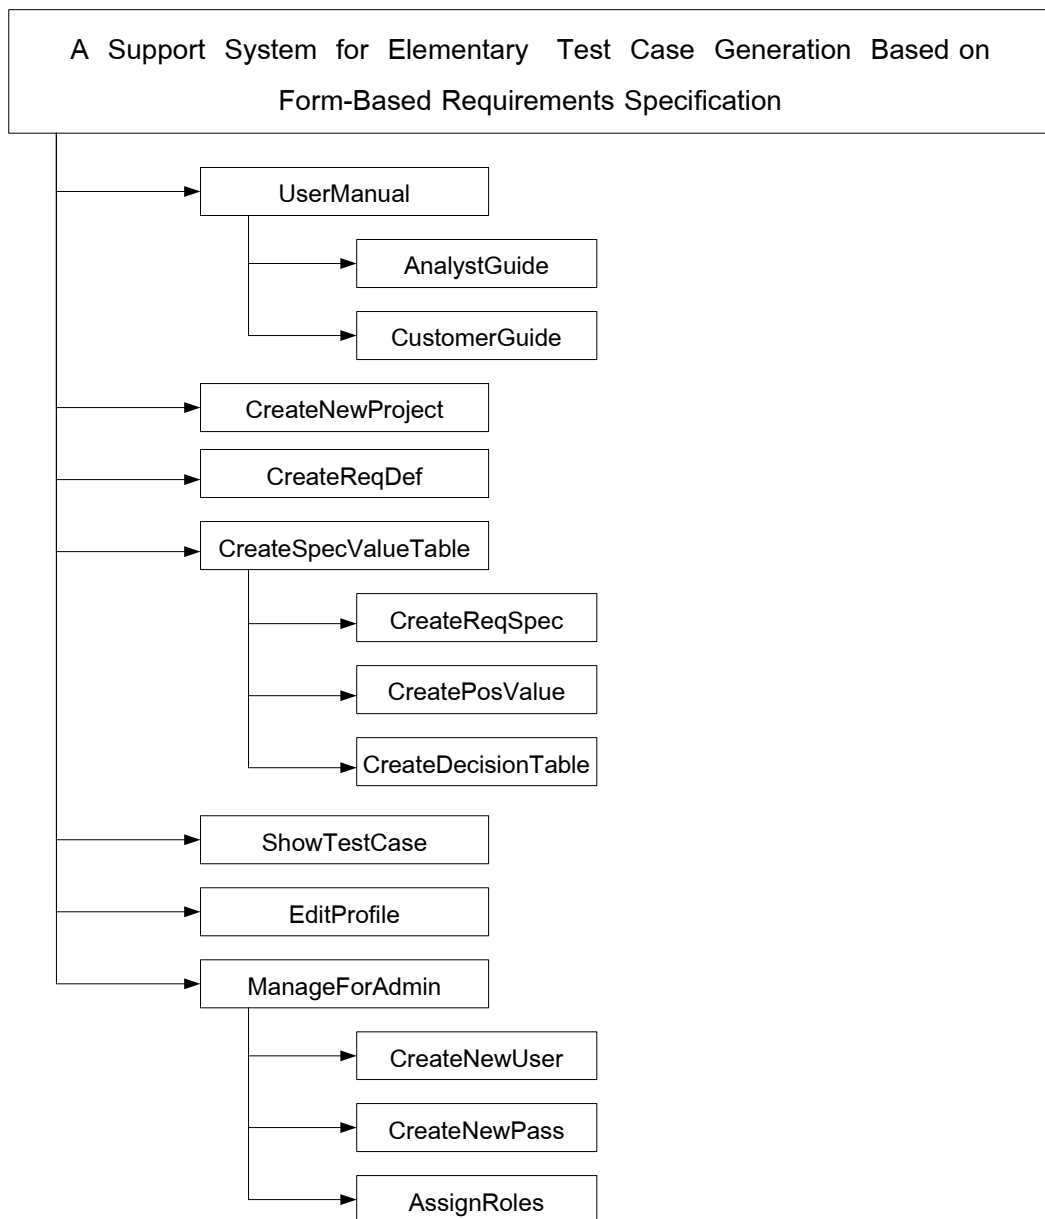 A Support System for Elementary Test Case Generation Based on
Form-Based Requirements Specification
UserManual
AnalystGuide
CustomerGuide
CreateNewProject
CreateReqDef
CreateSpecValueTable
CreateReqSpec
CreatePosValue
CreateDecisionTable
ShowTestCase
EditProfile
ManageForAdmin
CreateNewUser
CreateNewPass
AssignRoles